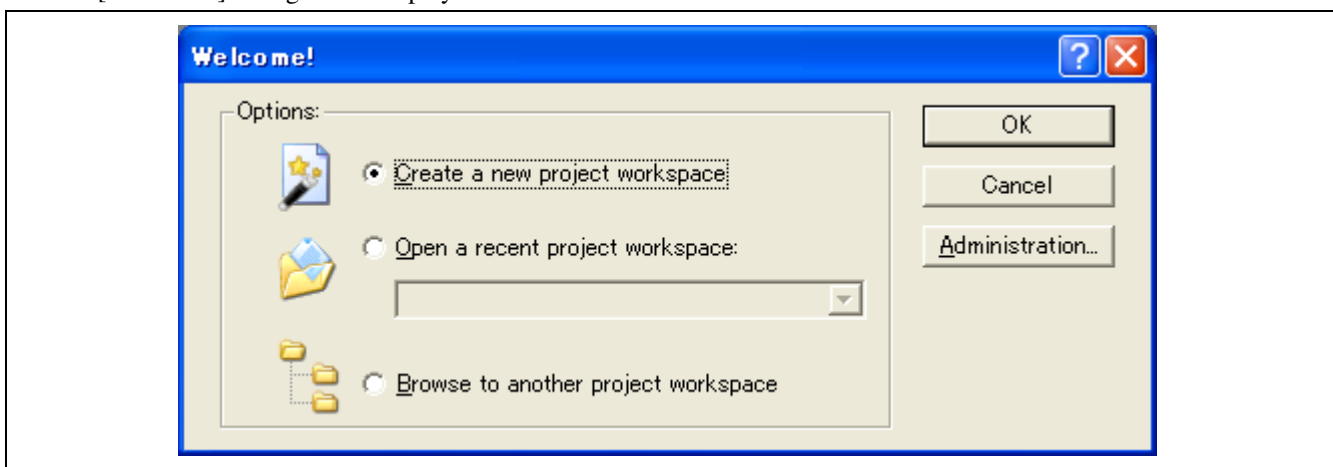 Welcome!
Options:
Create a new project workspace
Open a recent project workspace:
Browse to another project workspace
OK
Cancel
Administration...